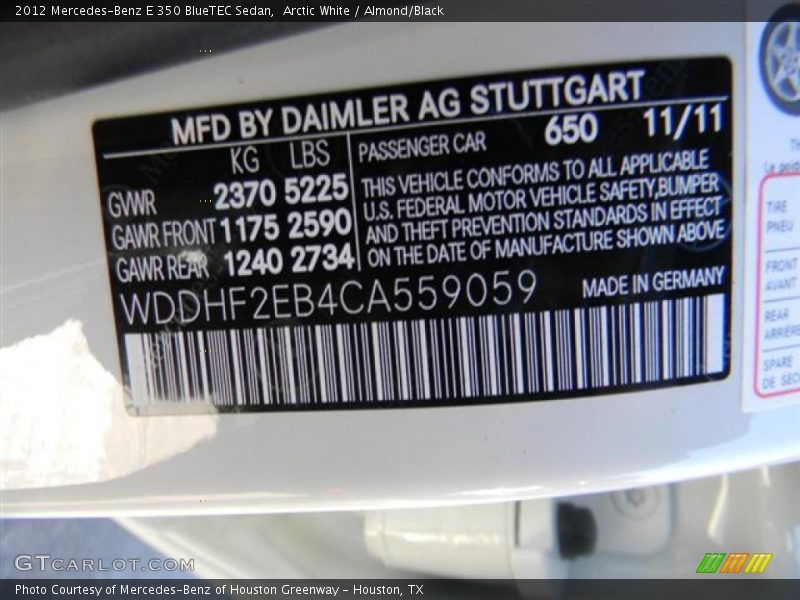 2012 Mercedes-Benz E 350 BlueTEC Sedan,  Arctic White / Almond/Black
MFD BY DAIMLER AG STUTTGART
KG LBS
GVWR 2370 5225
GAWR FRONT 1175 2590
GAWR REAR 1240 2734
PASSENGER CAR 650 11/11
THIS VEHICLE CONFORMS TO ALL APPLICABLE
U.S. FEDERAL MOTOR VEHICLE SAFETY,BUMPER
AND THEFT PREVENTION STANDARDS IN EFFECT
ON THE DATE OF MANUFACTURE SHOWN ABOVE
WDDHF2EB4CA559059 MADE IN GERMANY
TIRE
PNEU
FRONT
AVANT
REAR
ARRIERE
SPARE
DE
GTCARLOT.COM
Photo Courtesy of Mercedes-Benz of Houston Greenway - Houston, TX